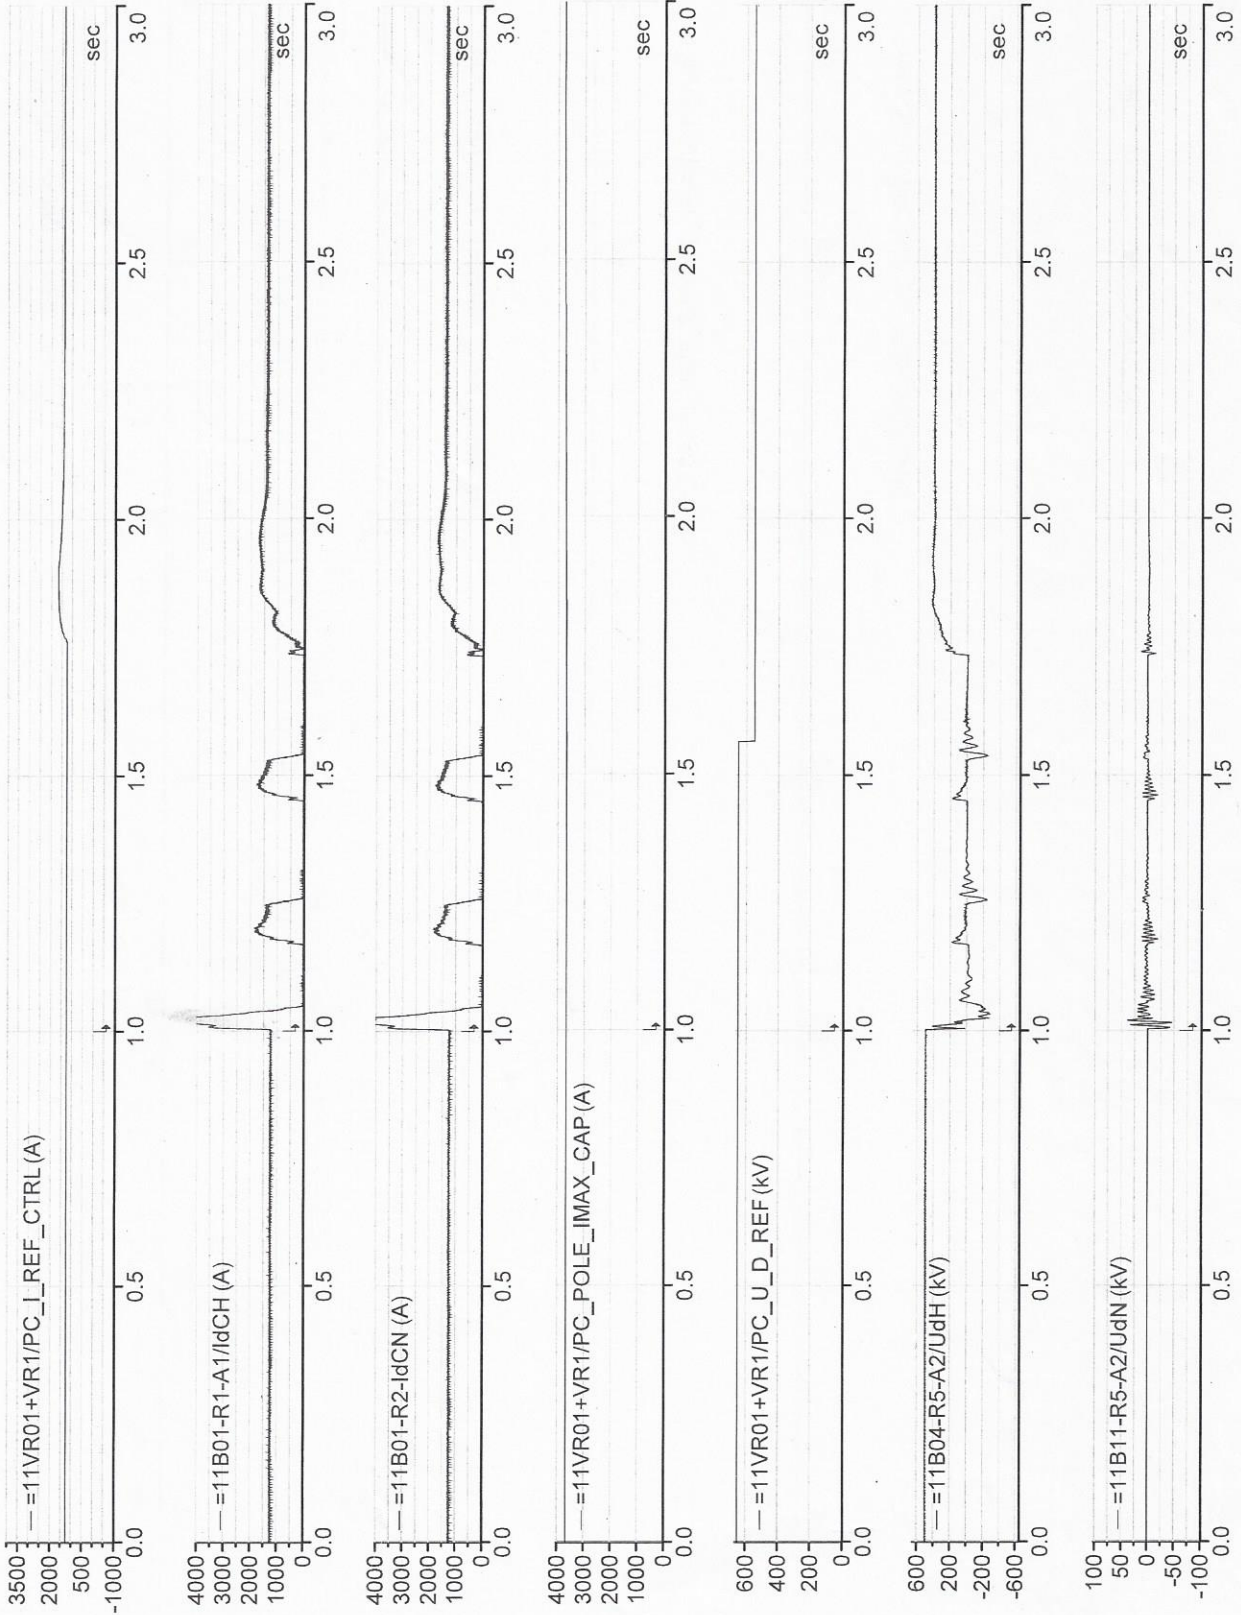 — =11VR01+VR1/PC_I_REF_CTRL (A)
3500
2000
500
-1000
0.0 0.5 1.0 1.5 2.0 2.5 3.0
sec
— =11B01-R1-A1/IdCH (A)
4000
3000
2000
1000
0
0.0 0.5 1.0 1.5 2.0 2.5 3.0
sec
— =11B01-R2-IdCN (A)
4000
3000
2000
1000
0
0.0 0.5 1.0 1.5 2.0 2.5 3.0
sec
— =11VR01+VR1/PC_POLE_IMAX_CAP (A)
4000
3000
2000
1000
0
0.0 0.5 1.0 1.5 2.0 2.5 3.0
sec
— =11VR01+VR1/PC_U_D_REF (kV)
600
400
200
0
0.0 0.5 1.0 1.5 2.0 2.5 3.0
sec
— =11B04-R5-A2/UdH (kV)
600
200
-200
-60
0.0 0.5 1.0 1.5 2.0 2.5 3.0
sec
— =11B11-R5-A2/UdN (kV)
100
50
0
-50
-100
0.0 0.5 1.0 1.5 2.0 2.5 3.0
sec